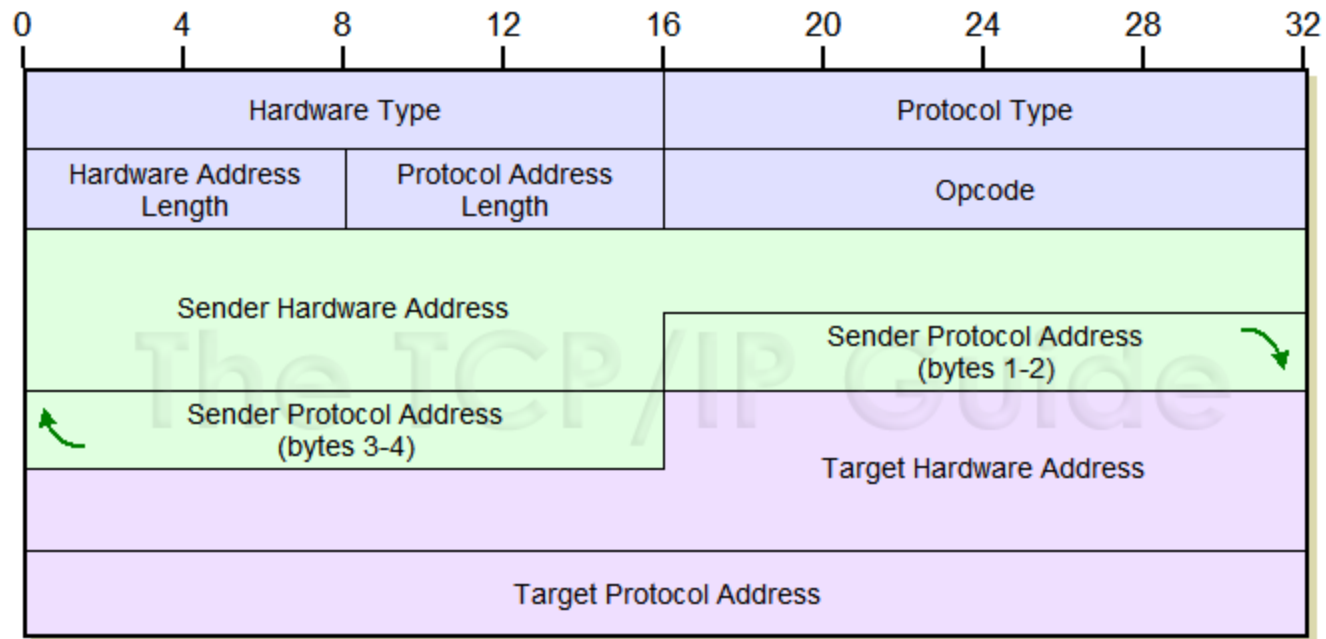 0 4 8 12 16 20 24 28 32
Hardware Type
Protocol Type
Hardware Address
Length
Protocol Address
Length
Opcode
Sender Hardware Address
Sender Protocol Address
(bytes 1-2)
The TCP/IP Guide
Sender Protocol Address
(bytes 3-4)
Target Hardware Address
Target Protocol Address